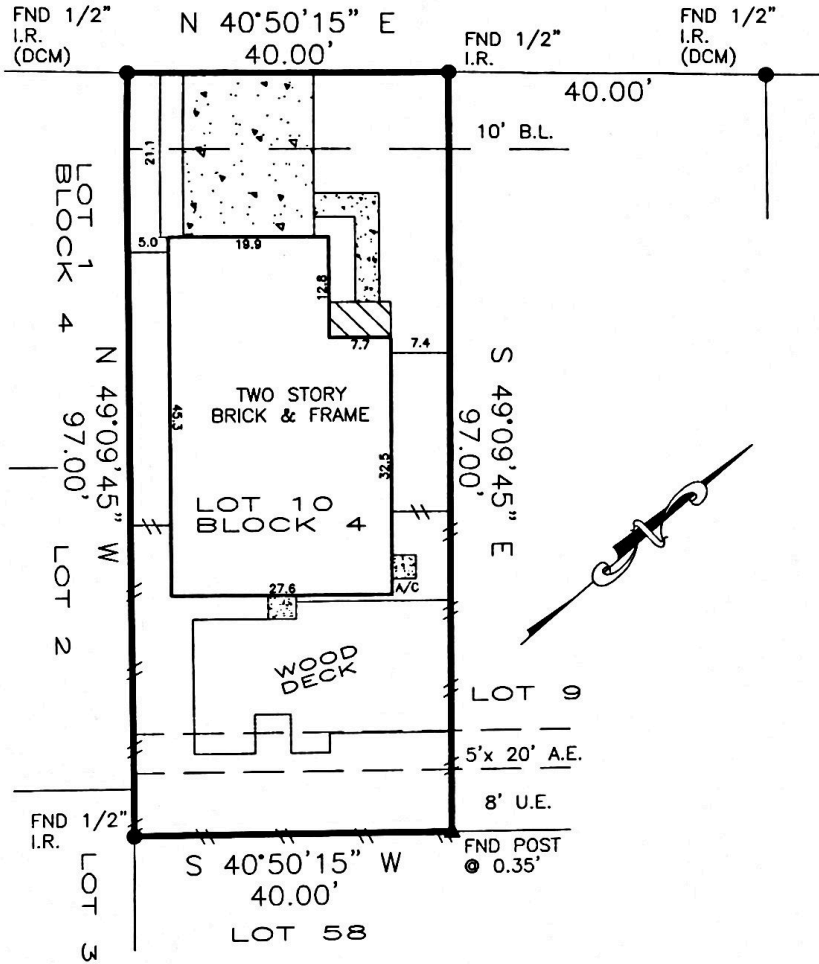 FND 1/2"
I.R.
(DCM)
N 40°50'15" E
40.00'
FND 1/2"
I.R.
FND 1/2"
I.R.
(DCM)
40.00'
10' B.L.
21.1
LOT 1
BLOCK 4
5.0
19.9
12.8
7.7
7.4
N 49°09'45" W
97.00'
S 49°09'45" E
97.00'
TWO STORY
BRICK & FRAME
45.3
32.5
LOT 10
BLOCK 4
A/C
27.6
LOT 2
WOOD
DECK
LOT 9
5'x 20' A.E.
8' U.E.
FND 1/2"
I.R.
FND POST
@ 0.35'
S 40°50'15" W
40.00'
LOT 3
LOT 58